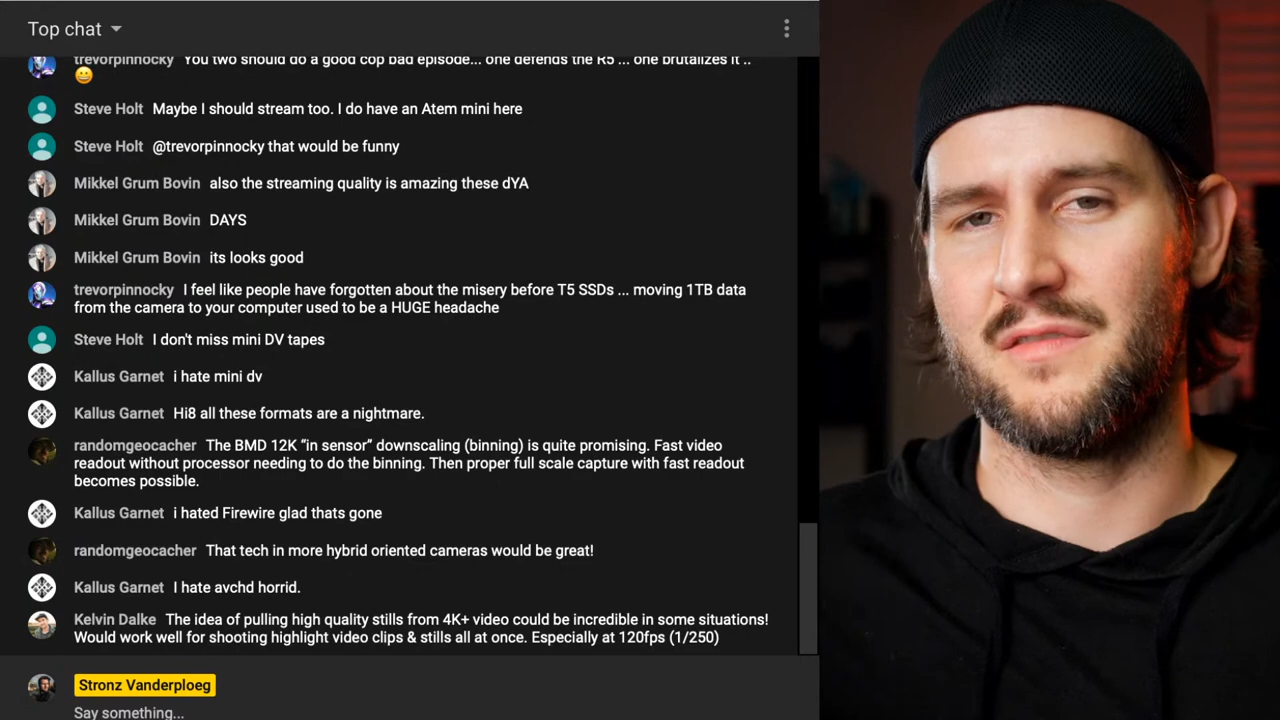 Top chat
trevorpinnocky You two should do a good cop bad episode... one defends the R5 ... one brutalizes it ..
Steve Holt Maybe I should stream too. I do have an Atem mini here
Steve Holt @trevorpinnocky that would be funny
Mikkel Grum Bovin also the streaming quality is amazing these dYA
Mikkel Grum Bovin DAYS
Mikkel Grum Bovin its looks good
trevorpinnocky I feel like people have forgotten about the misery before T5 SSDs ... moving 1TB data
from the camera to your computer used to be a HUGE headache
Steve Holt I don't miss mini DV tapes
Kallus Garnet i hate mini dv
Kallus Garnet Hi8 all these formats are a nightmare.
randomgeocacher The BMD 12K “in sensor” downscaling (binning) is quite promising. Fast video
readout without processor needing to do the binning. Then proper full scale capture with fast readout
becomes possible.
Kallus Garnet i hated Firewire glad thats gone
randomgeocacher That tech in more hybrid oriented cameras would be great!
Kallus Garnet I hate avchd horrid.
Kelvin Dalke The idea of pulling high quality stills from 4K+ video could be incredible in some situations!
Would work well for shooting highlight video clips & stills all at once. Especially at 120fps (1/250)
Stronz Vanderploeg
Say something...